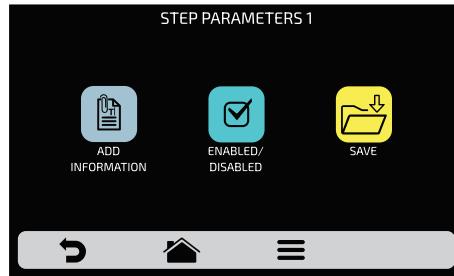 STEP PARAMETERS 1
ADD
INFORMATION
ENABLED/
DISABLED
SAVE